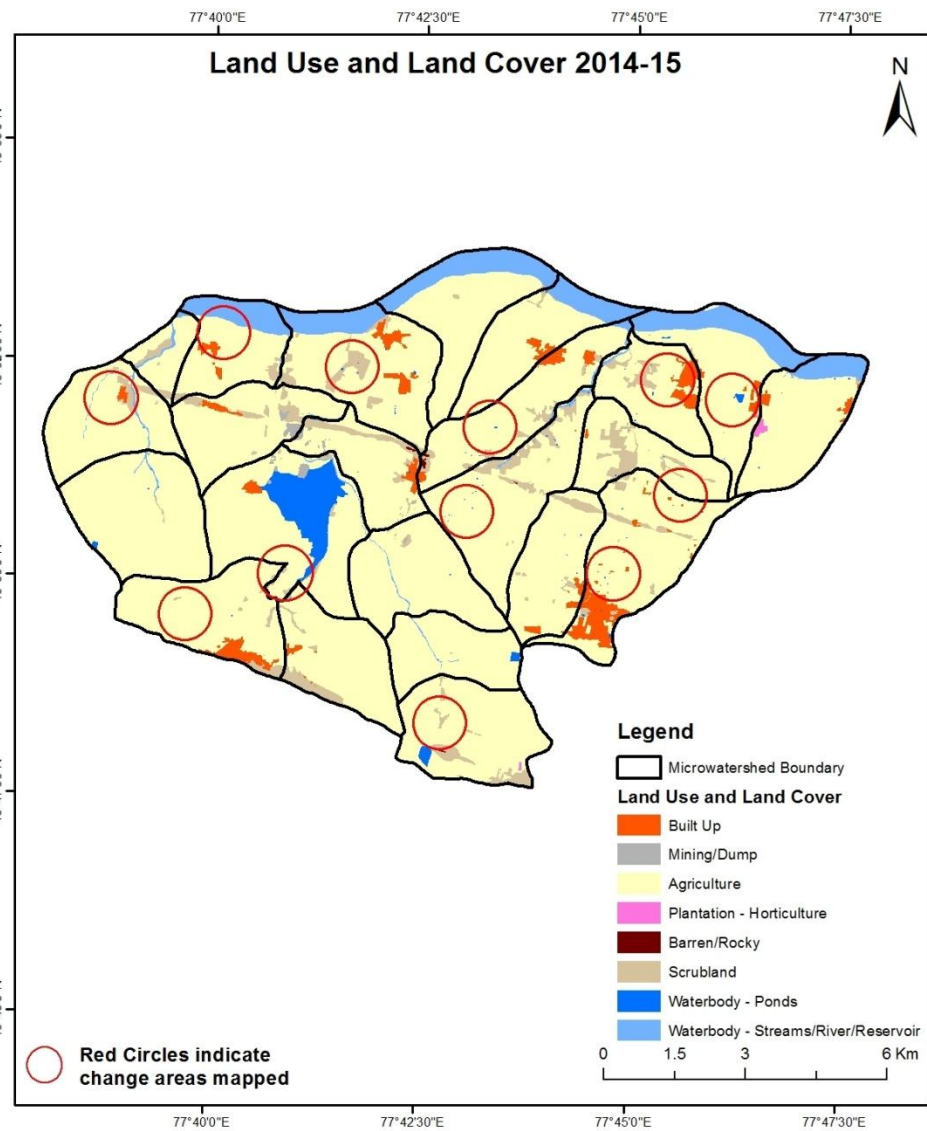 77°40'0"E 77°42'30"E 77°45'0"E 77°47'30"E
Land Use and Land Cover 2014-15
N
Legend
Microwatershed Boundary
Land Use and Land Cover
Built Up
Mining/Dump
Agriculture
Plantation - Horticulture
Barren/Rocky
Scrubland
Waterbody - Ponds
Waterbody - Streams/River/Reservoir
Red Circles indicate
change areas mapped
0 1.5 3 6 Km
77°40'0"E 77°42'30"E 77°45'0"E 77°47'30"E